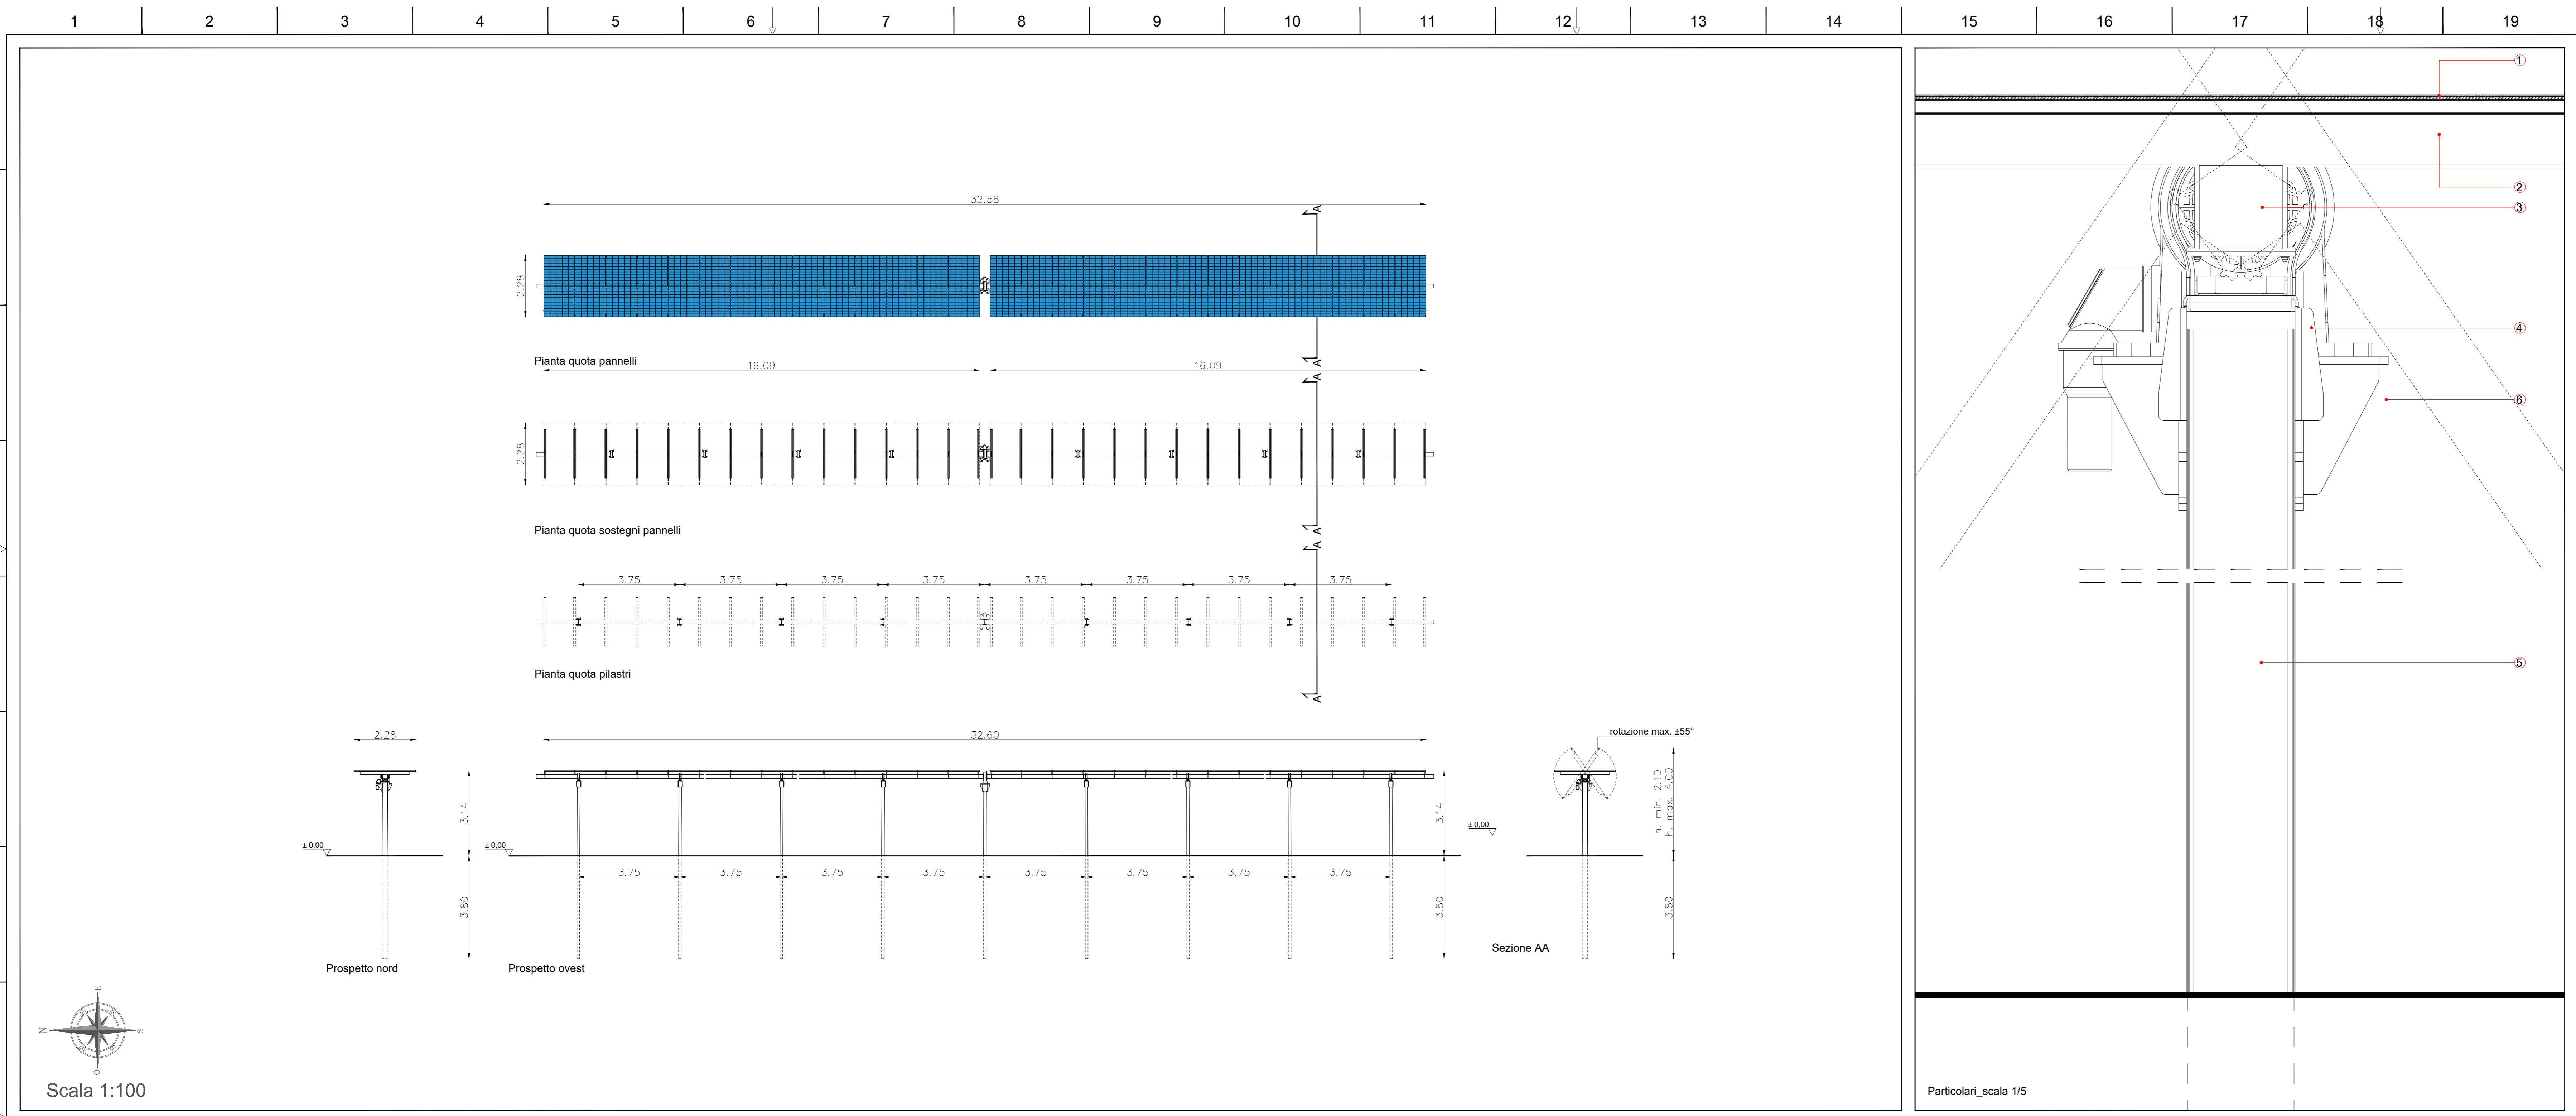 1 2 3 4 5 6 7 8 9 10 11 12 13 14 15 16 17 18 19
32.58
A
2.28
A
Pianta quota pannelli
16.09 16.09
A
2.28
A
Pianta quota sostegni pannelli
A
3.75 3.75 3.75 3.75 3.75 3.75 3.75 3.75
Pianta quota pilastri
A
2.28
3.14
± 0,00
3.80
Prospetto nord
32.60
± 0,00
3.14
3.75 3.75 3.75 3.75 3.75 3.75 3.75 3.75
3.80
Prospetto ovest
rotazione max. ±55°
h. min. 2.10
h. max. 4.00
± 0,00
3.80
Sezione AA
E
N S
O
Scala 1:100
1
2
3
4
6
5
Particolari_scala 1/5